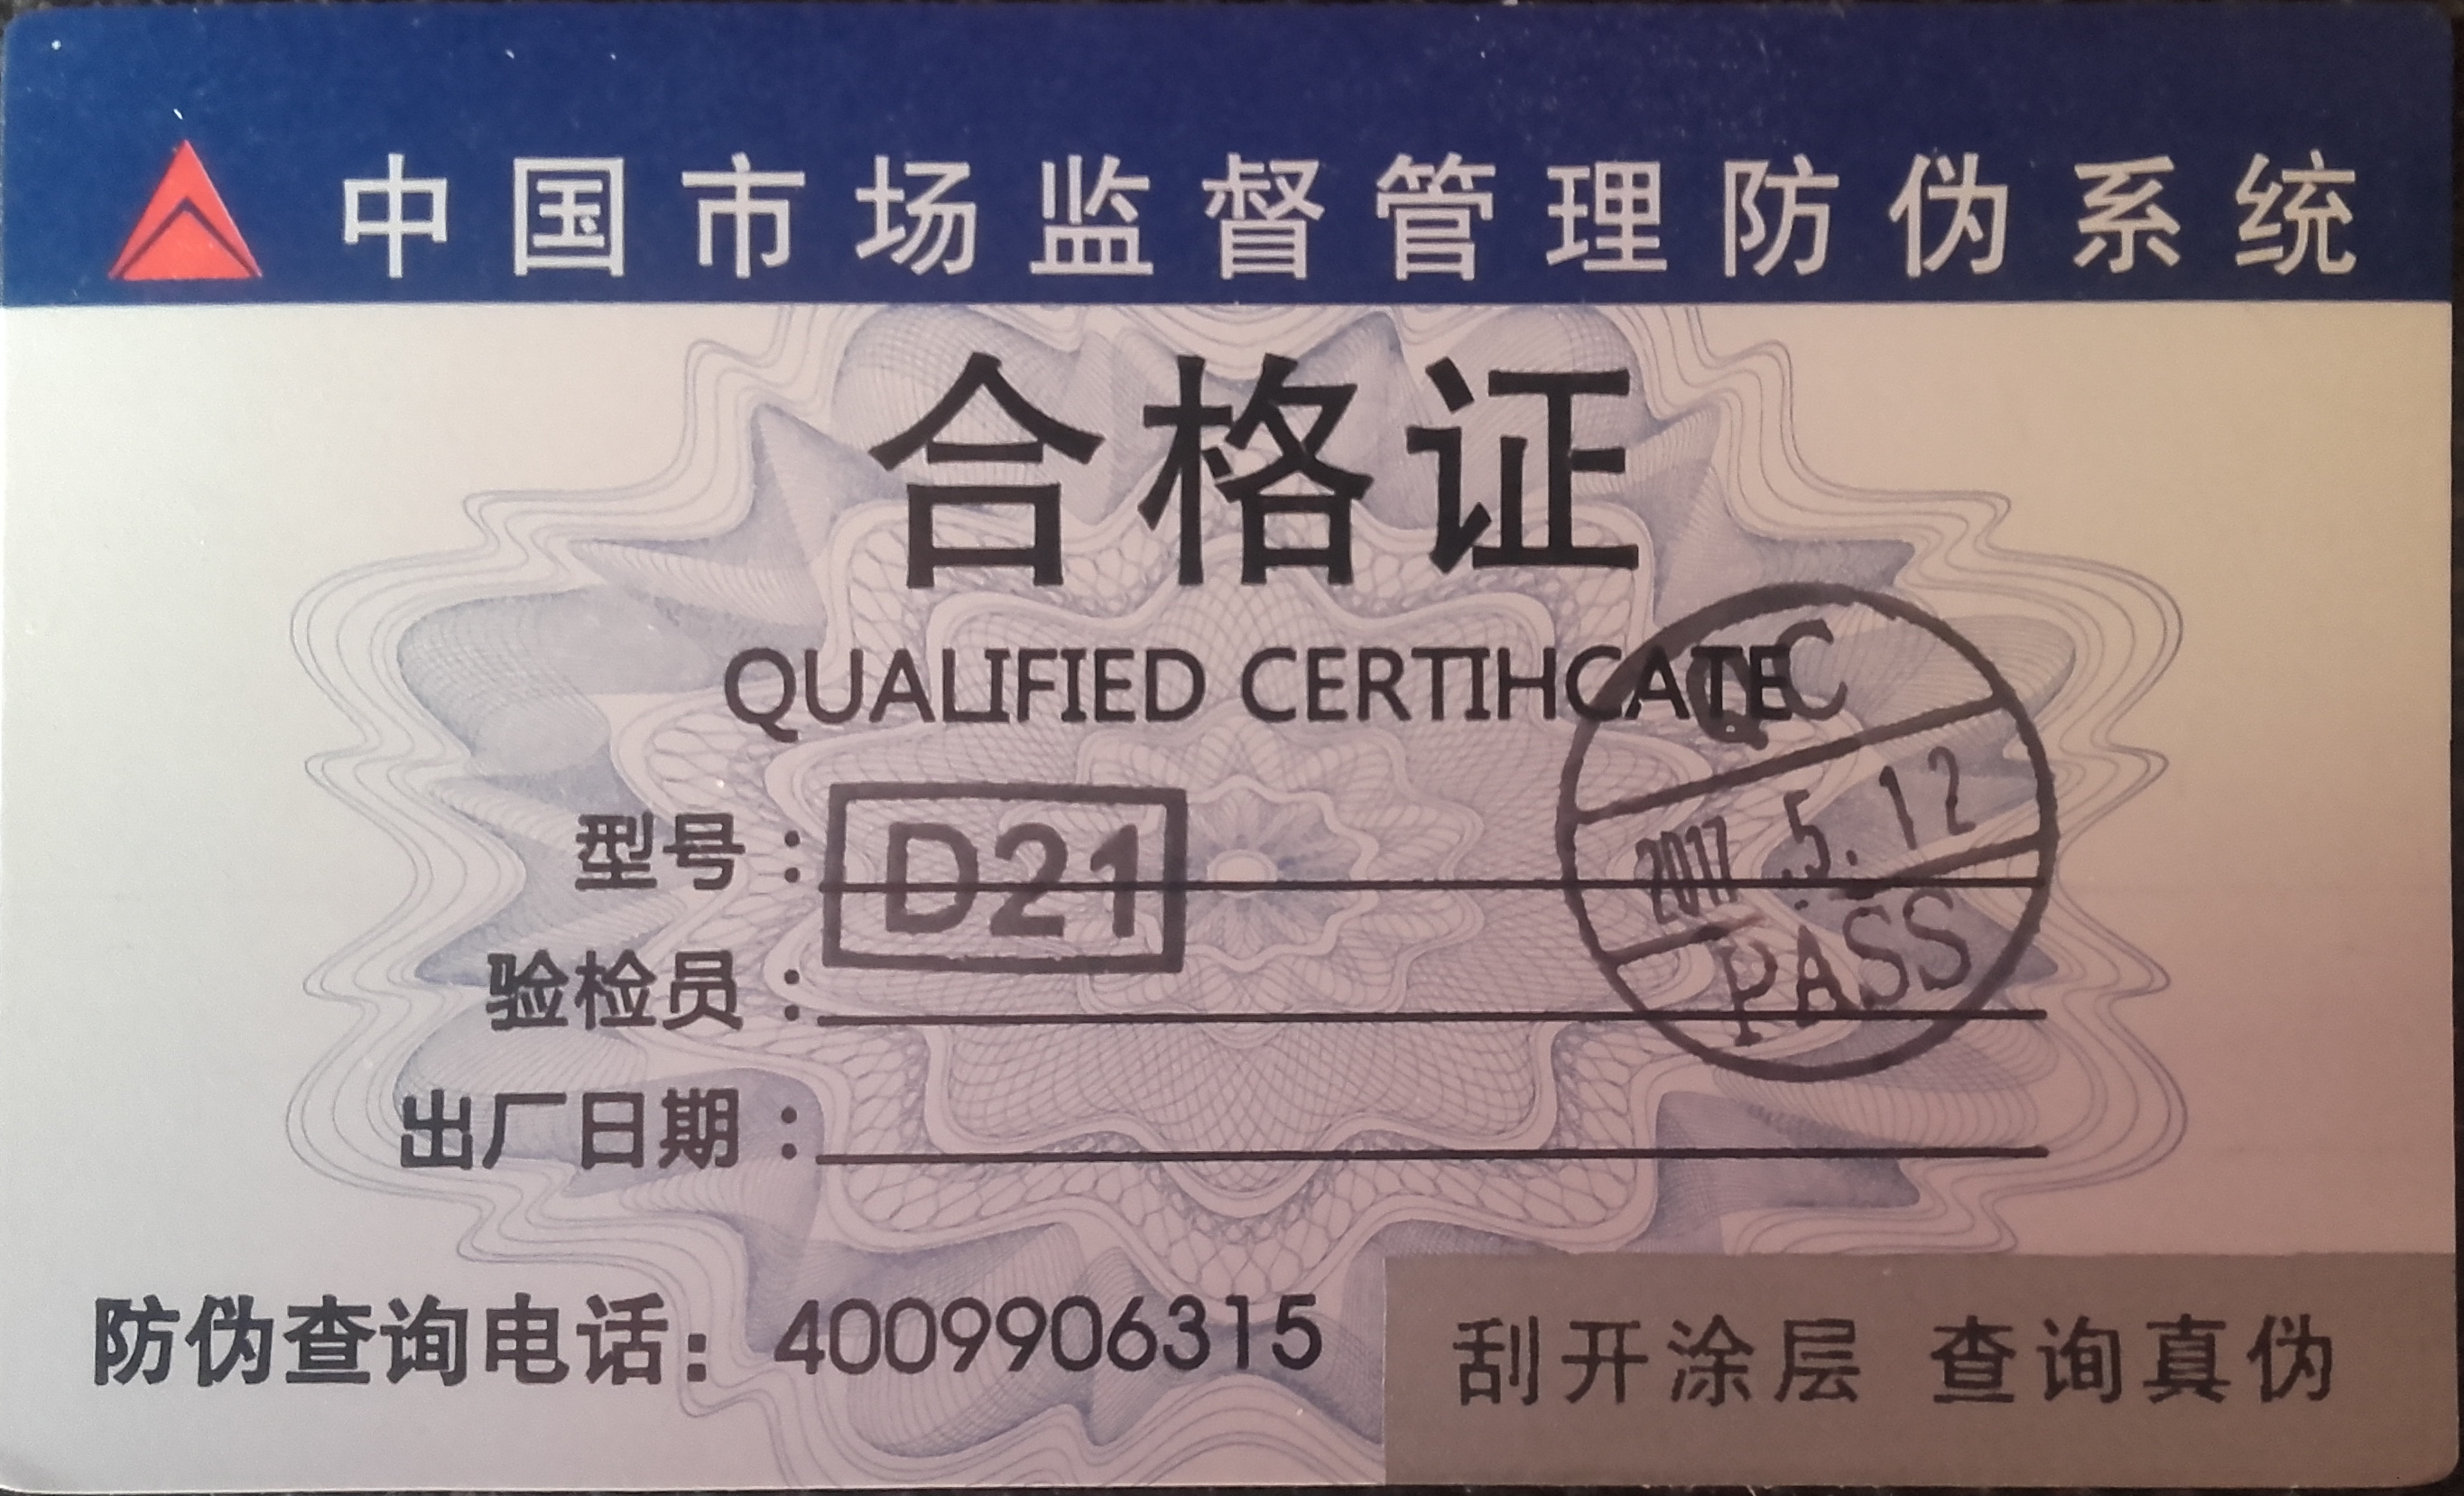 中国市场监督管理防伪系统
合格证
QUALIFIED CERTIHCATE
QC
2017.5.12
PASS
型号：D21
验检员：
出厂日期：
防伪查询电话：4009906315
刮开涂层 查询真伪